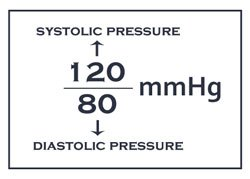 SYSTOLIC PRESSURE
120
80
mmHg
DIASTOLIC PRESSURE